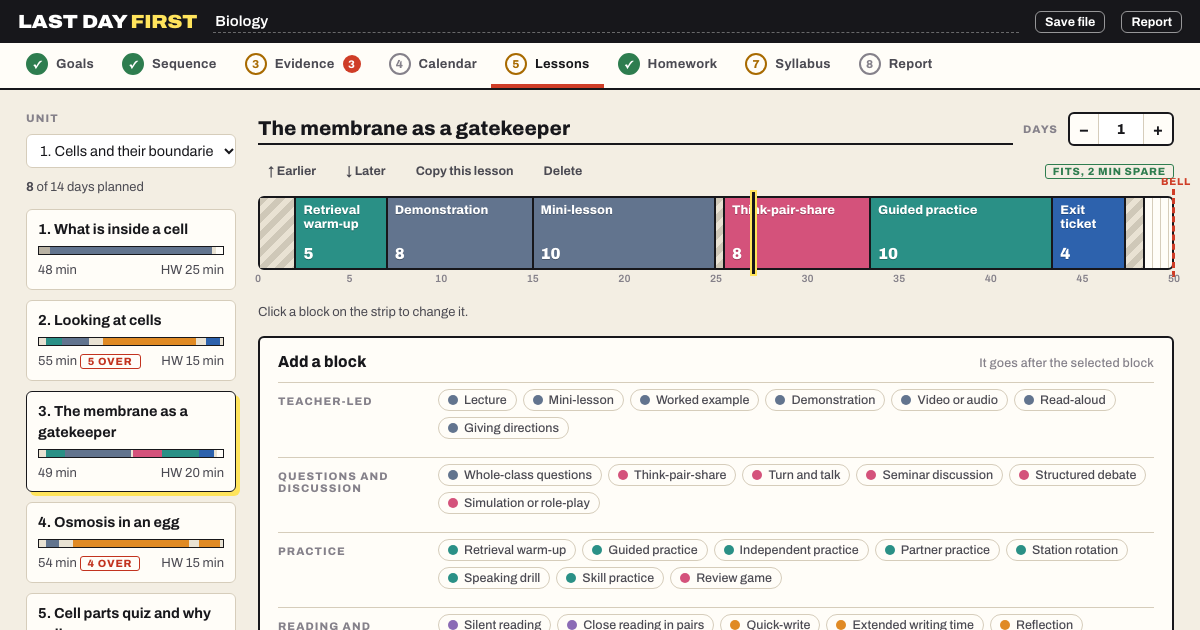 LAST DAY FIRST
Biology
Save file
Report
Goals
Sequence
3 Evidence 3
4 Calendar
5 Lessons
Homework
7 Syllabus
8 Report
UNIT
1. Cells and their boundarie
8 of 14 days planned
1. What is inside a cell
48 min HW 25 min
2. Looking at cells
55 min 5 OVER HW 15 min
3. The membrane as a
gatekeeper
49 min HW 20 min
4. Osmosis in an egg
54 min 4 OVER HW 15 min
5. Cell parts quiz and why
The membrane as a gatekeeper
DAYS
− 1 +
↑ Earlier
↓ Later
Copy this lesson
Delete
FITS, 2 MIN SPARE
BELL
Retrieval
warm-up
5
Demonstration
8
Mini-lesson
10
Think-pair-share
8
Guided practice
10
Exit
ticket
4
0 5 10 15 20 25 30 35 40 45 50
Click a block on the strip to change it.
Add a block
It goes after the selected block
TEACHER-LED
Lecture
Mini-lesson
Worked example
Demonstration
Video or audio
Read-aloud
Giving directions
QUESTIONS AND
DISCUSSION
Whole-class questions
Think-pair-share
Turn and talk
Seminar discussion
Structured debate
Simulation or role-play
PRACTICE
Retrieval warm-up
Guided practice
Independent practice
Partner practice
Station rotation
Speaking drill
Skill practice
Review game
READING AND
Silent reading
Close reading in pairs
Quick-write
Extended writing time
Reflection